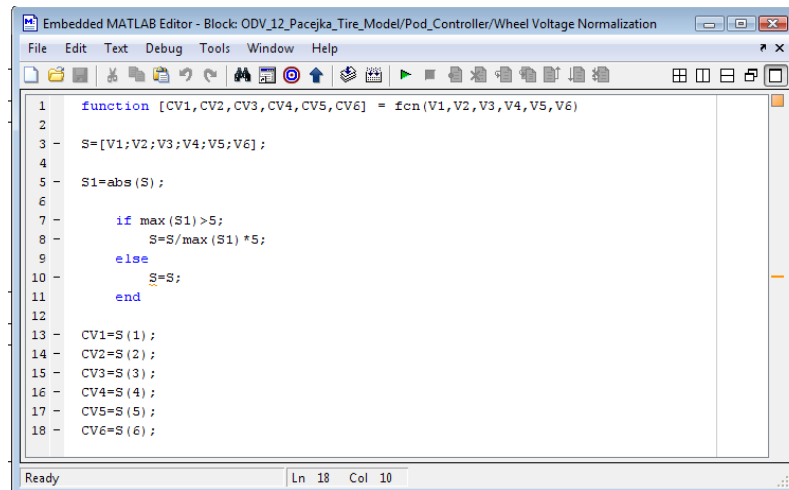 Embedded MATLAB Editor - Block: ODV_12_Pacejka_Tire_Model/Pod_Controller/Wheel Voltage Normalization
File Edit Text Debug Tools Window Help
1 function [CV1,CV2,CV3,CV4,CV5,CV6] = fcn(V1,V2,V3,V4,V5,V6)
2
3 - S=[V1;V2;V3;V4;V5;V6];
4
5 - S1=abs(S);
6
7 - if max(S1)>5;
8 - S=S/max(S1)*5;
9 else
10 - S=S;
11 end
12
13 - CV1=S(1);
14 - CV2=S(2);
15 - CV3=S(3);
16 - CV4=S(4);
17 - CV5=S(5);
18 - CV6=S(6);
Ready Ln 18 Col 10